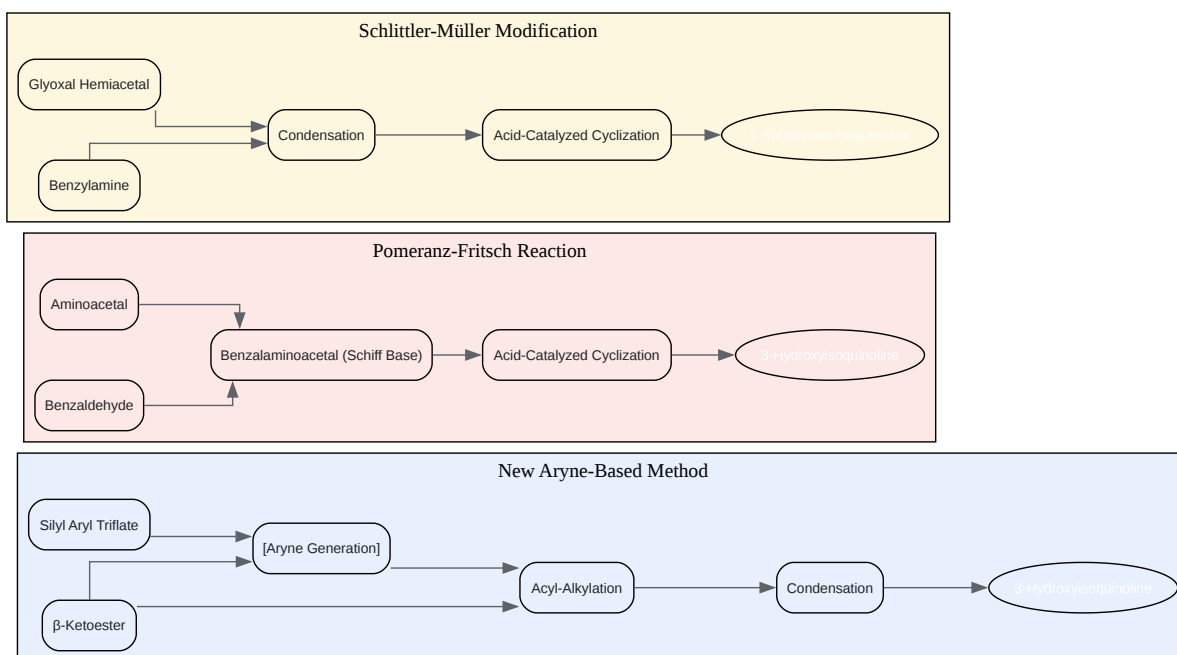 Schlittler-Müller Modification
Glyoxal Hemiacetal
Benzylamine
Condensation
Acid-Catalyzed Cyclization
1-Substituted Isoquinoline
Pomeranz-Fritsch Reaction
Aminoacetal
Benzaldehyde
Benzalaminoacetal (Schiff Base)
Acid-Catalyzed Cyclization
3-Hydroxyisoquinoline
New Aryne-Based Method
Silyl Aryl Triflate
β-Ketoester
[Aryne Generation]
Acyl-Alkylation
Condensation
3-Hydroxyisoquinoline